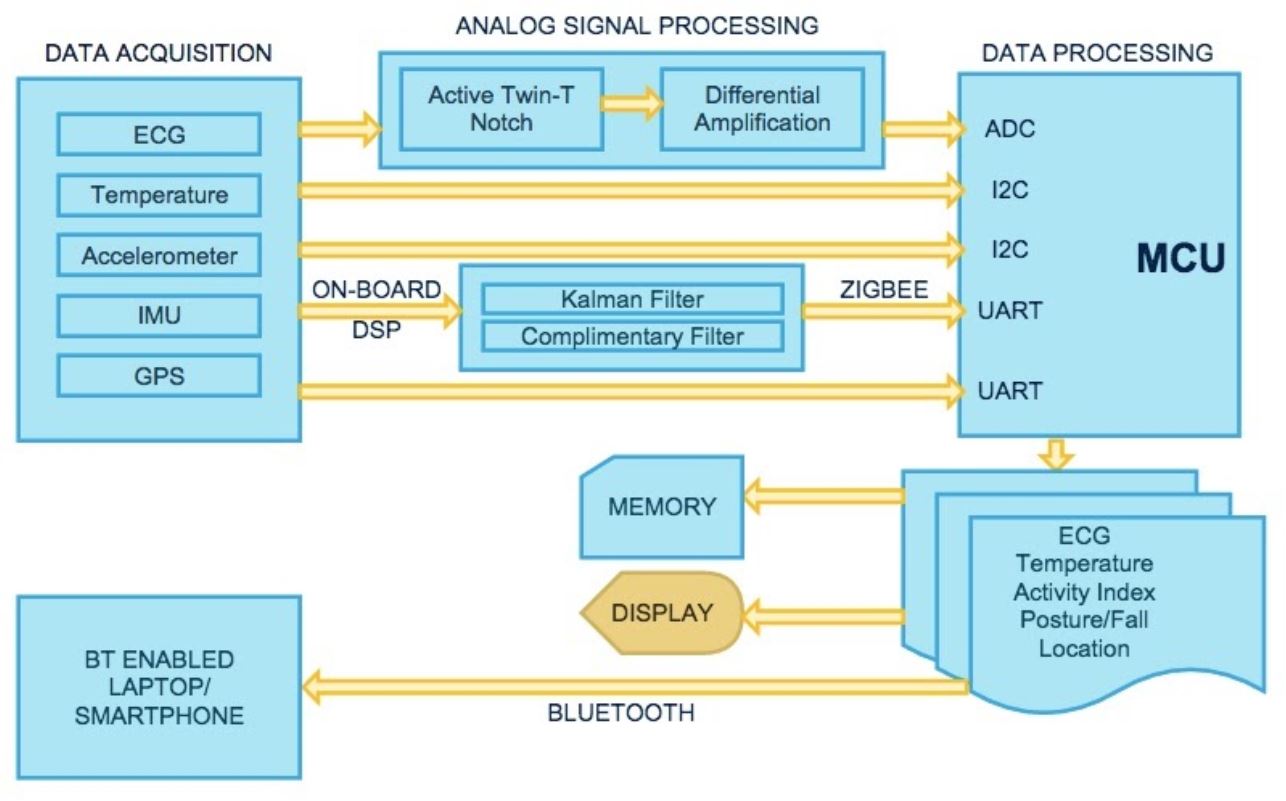 ANALOG SIGNAL PROCESSING
DATA ACQUISITION
DATA PROCESSING
ECG
Temperature
Accelerometer
IMU
GPS
Active Twin-T
Notch
Differential
Amplification
ON-BOARD
DSP
Kalman Filter
Complimentary Filter
ZIGBEE
ADC
I2C
I2C
UART
UART
MCU
MEMORY
DISPLAY
ECG
Temperature
Activity Index
Posture/Fall
Location
BT ENABLED
LAPTOP/
SMARTPHONE
BLUETOOTH